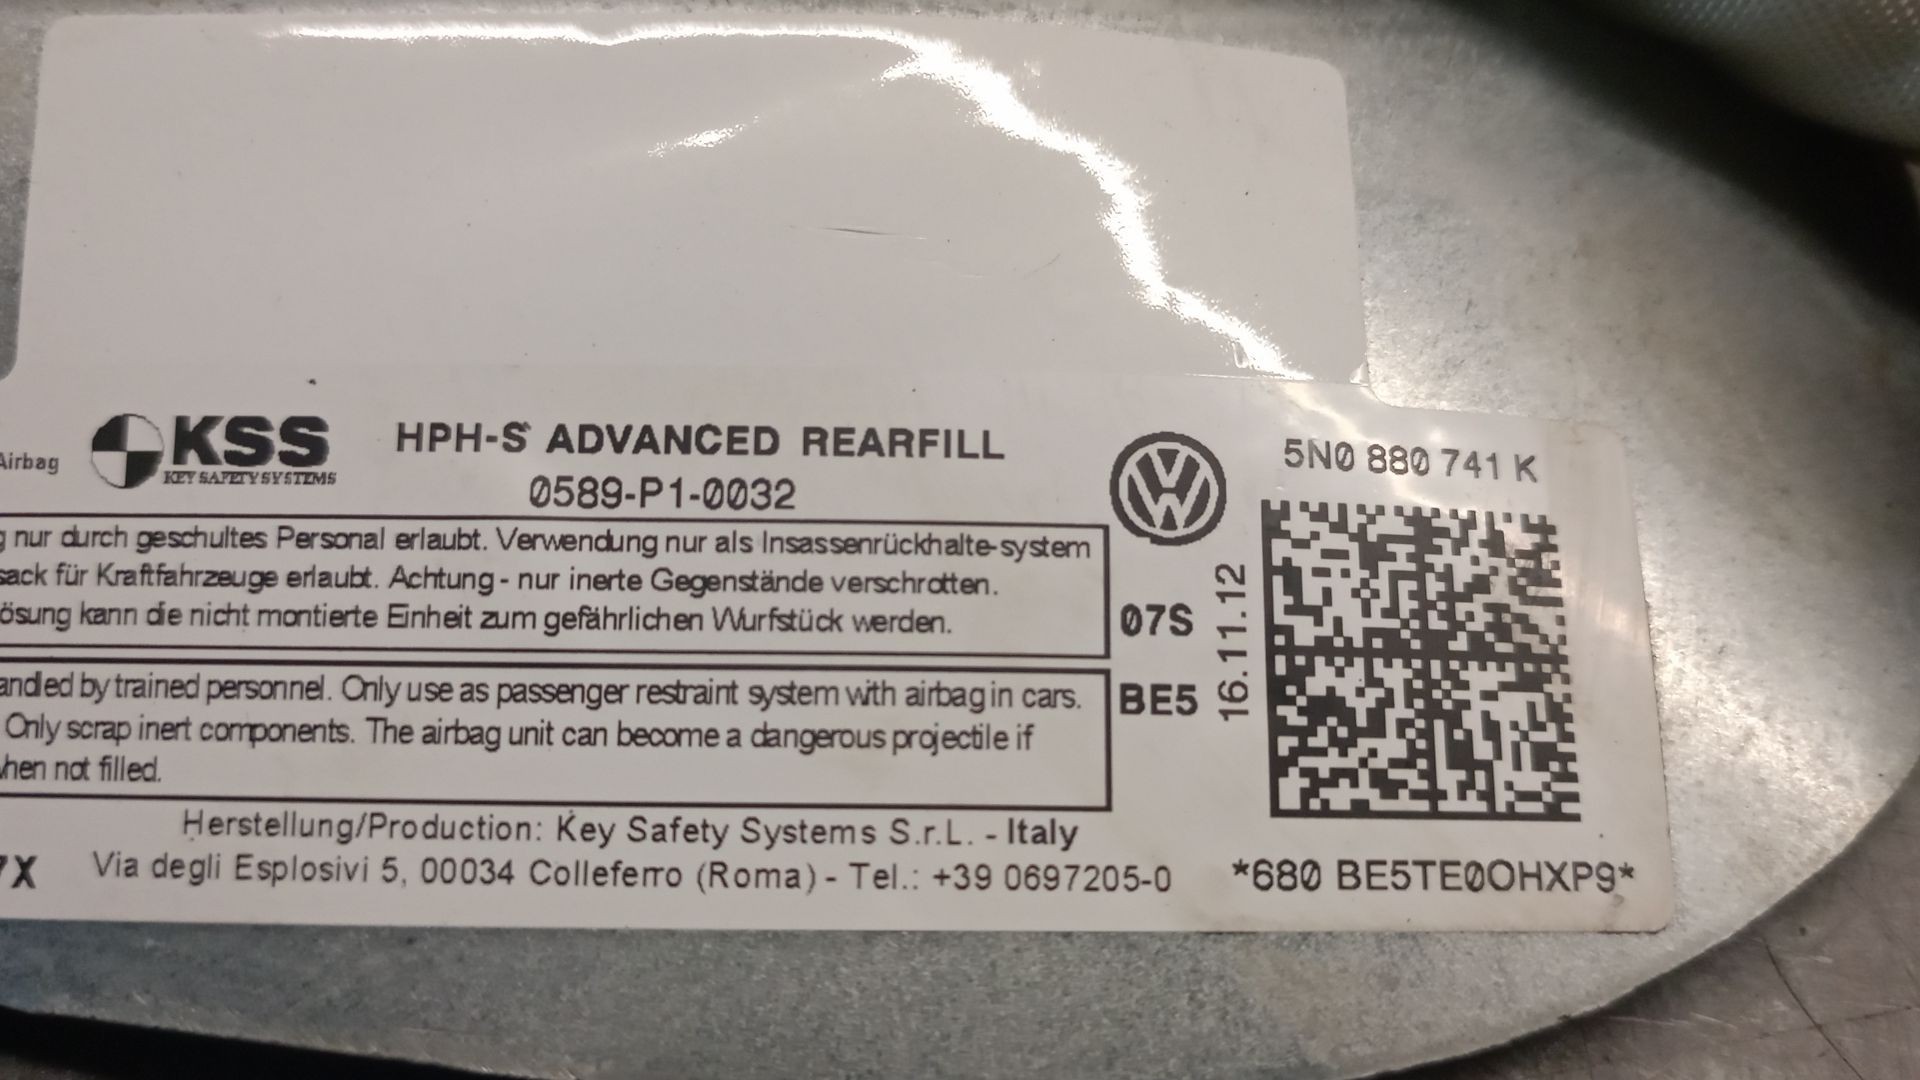 Airbag
KSS
KEY SAFETY SYSTEMS
HPH-S ADVANCED REARFILL
0589-P1-0032
nur durch geschultes Personal erlaubt. Verwendung nur als Insassenrückhalte-system
sack für Kraftfahrzeuge erlaubt. Achtung - nur inerte Gegenstände verschrotten.
ösung kann die nicht montierte Einheit zum gefährlichen Wurfstück werden.
andled by trained personnel. Only use as passenger restraint system with airbag in cars.
Only scrap inert components. The airbag unit can become a dangerous projectile if
hen not filled.
Herstellung/Production: Key Safety Systems S.r.L. - Italy
X Via degli Esplosivi 5, 00034 Colleferro (Roma) - Tel.: +39 0697205-0
07S
BE5
16.11.12
5N0 880 741 K
*680 BE5TE0OHXP9*